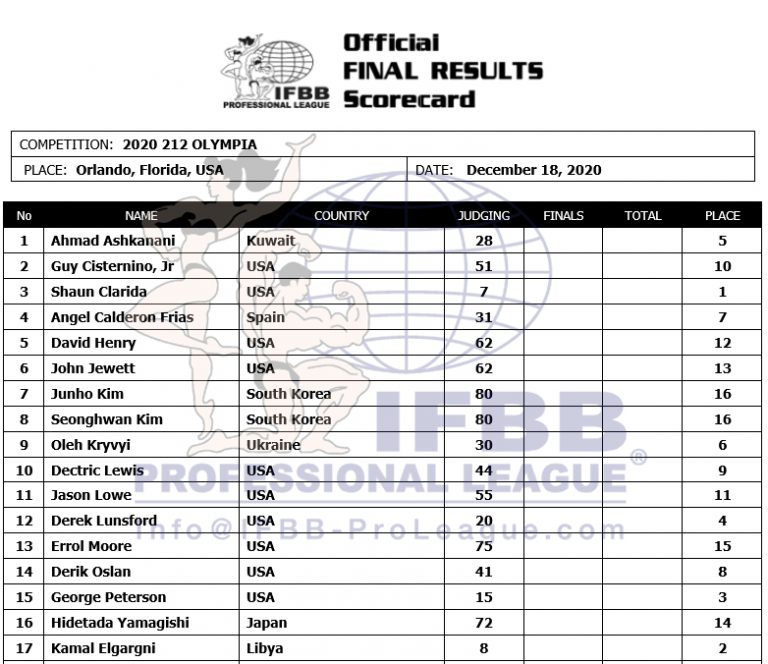 Official
FINAL RESULTS
Scorecard
IFBB
PROFESSIONAL LEAGUE
COMPETITION: 2020 212 OLYMPIA
PLACE: Orlando, Florida, USA DATE: December 18, 2020
No NAME COUNTRY JUDGING FINALS TOTAL PLACE
1 Ahmad Ashkanani Kuwait 28 5
2 Guy Cisternino, Jr USA 51 10
3 Shaun Clarida USA 7 1
4 Angel Calderon Frias Spain 31 7
5 David Henry USA 62 12
6 John Jewett USA 62 13
7 Junho Kim South Korea 80 16
8 Seonghwan Kim South Korea 80 16
9 Oleh Kryvyi Ukraine 30 6
10 Dectric Lewis USA 44 9
11 Jason Lowe USA 55 11
12 Derek Lunsford USA 20 4
13 Errol Moore USA 75 15
14 Derik Oslan USA 41 8
15 George Peterson USA 15 3
16 Hidetada Yamagishi Japan 72 14
17 Kamal Elgargni Libya 8 2
IFBB
PROFESSIONAL LEAGUE ®
info@IFBB-ProLeague.com